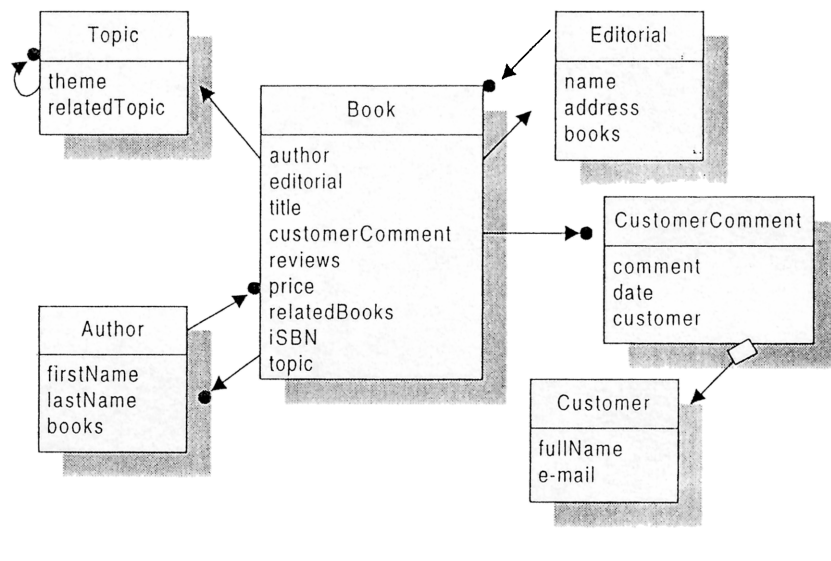 Topic
theme
relatedTopic
Book
author
editorial
title
customerComment
reviews
price
relatedBooks
iSBN
topic
Editorial
name
address
books
CustomerComment
comment
date
customer
Author
firstName
lastName
books
Customer
fullName
e-mail